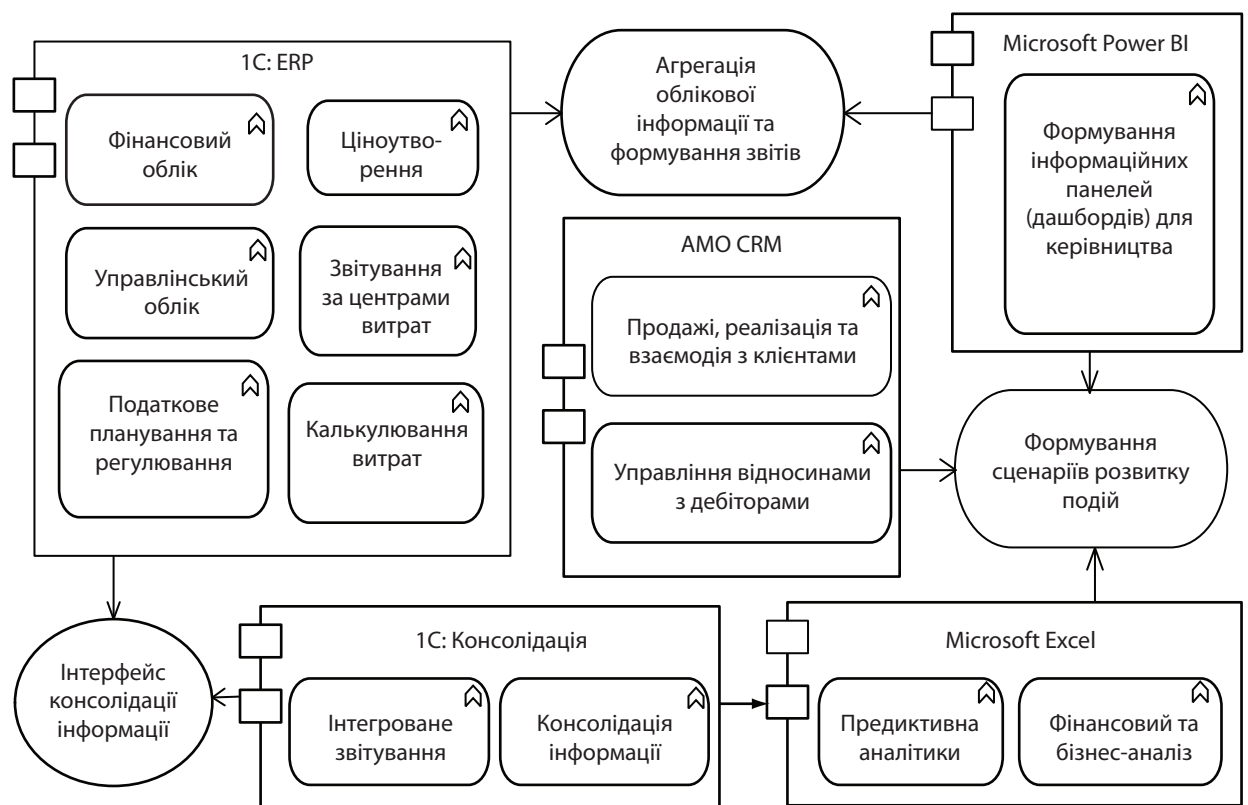 1С: ERP
Фінансовий
облік
Ціноутво-
рення
Управлінський
облік
Звітування
за центрами
витрат
Податкове
планування та
регулювання
Калькулювання
витрат
Агрегація
облікової
інформації та
формування звітів
Microsoft Power BI
Формування
інформаційних
панелей
(дашбордів) для
керівництва
АМО CRM
Продажі, реалізація та
взаємодія з клієнтами
Управління відносинами
з дебіторами
Формування
сценаріїв розвитку
подій
Інтерфейс
консолідації
інформації
1С: Консолідація
Інтегроване
звітування
Консолідація
інформації
Microsoft Excel
Предиктивна
аналітики
Фінансовий та
бізнес-аналіз